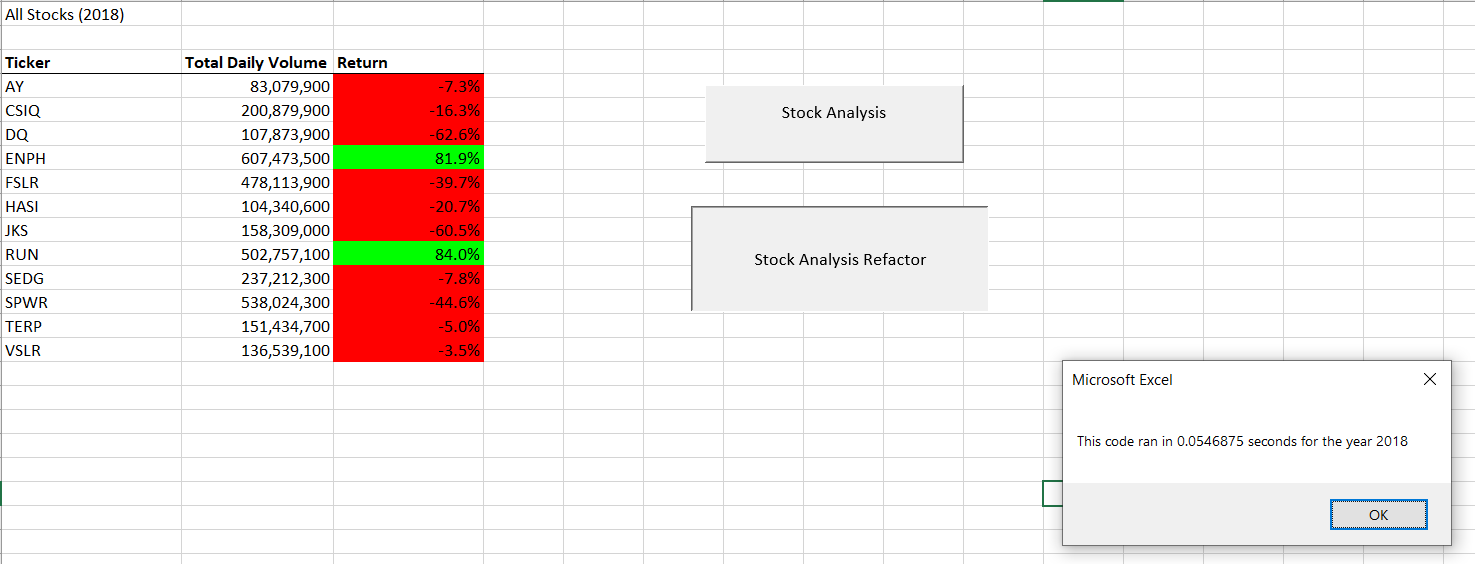 All Stocks (2018)
Ticker Total Daily Volume Return
AY 83,079,900 -7.3%
CSIQ 200,879,900 -16.3%
DQ 107,873,900 -62.6%
ENPH 607,473,500 81.9%
FSLR 478,113,900 -39.7%
HASI 104,340,600 -20.7%
JKS 158,309,000 -60.5%
RUN 502,757,100 84.0%
SEDG 237,212,300 -7.8%
SPWR 538,024,300 -44.6%
TERP 151,434,700 -5.0%
VSLR 136,539,100 -3.5%
Stock Analysis
Stock Analysis Refactor
Microsoft Excel
This code ran in 0.0546875 seconds for the year 2018
OK